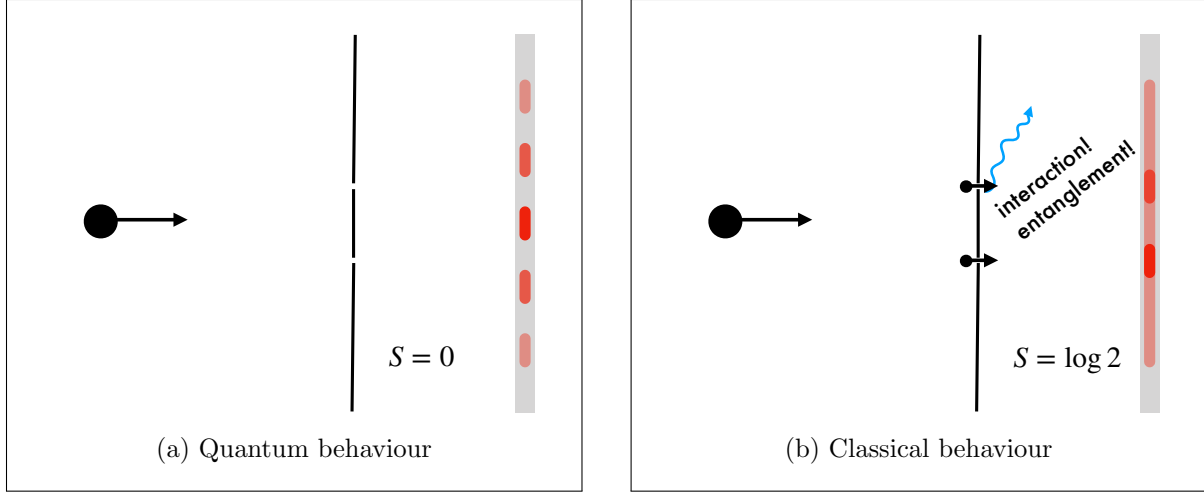 S = 0
(a) Quantum behaviour
interaction!
entanglement!
S = log 2
(b) Classical behaviour